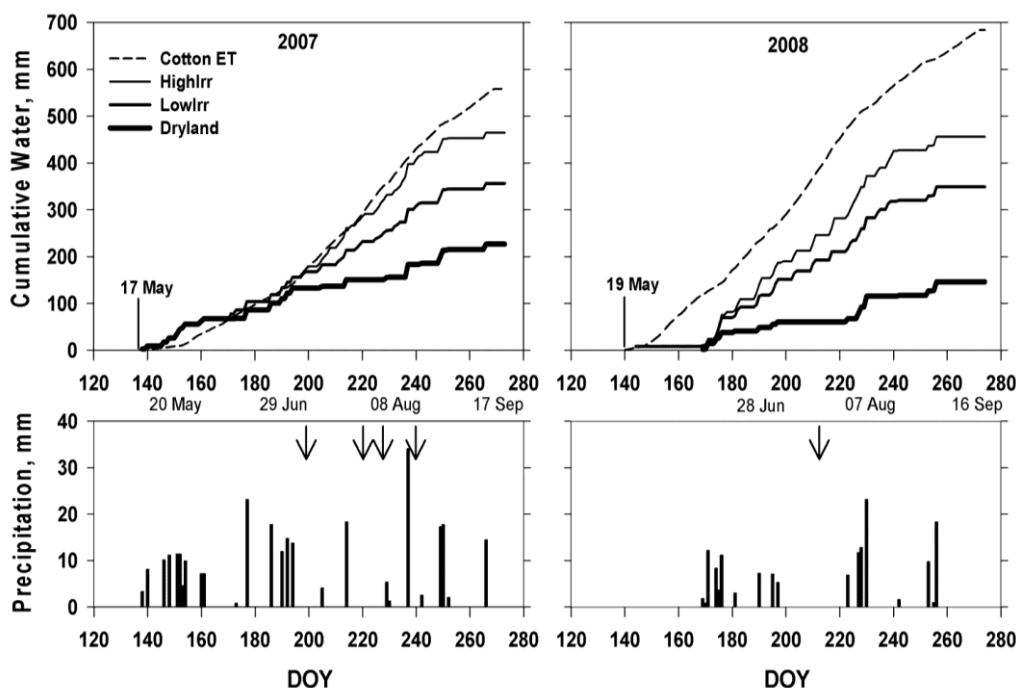 Cumulative Water, mm
700
600
500
400
300
200
100
0
2007
Cotton ET
HighIrr
LowIrr
Dryland
17 May
120 140 160 180 200 220 240 260 280
2008
19 May
120 140 160 180 200 220 240 260 280
20 May 29 Jun 08 Aug 17 Sep
28 Jun 07 Aug 16 Sep
Precipitation, mm
40
30
20
10
0
120 140 160 180 200 220 240 260 280
DOY
120 140 160 180 200 220 240 260 280
DOY